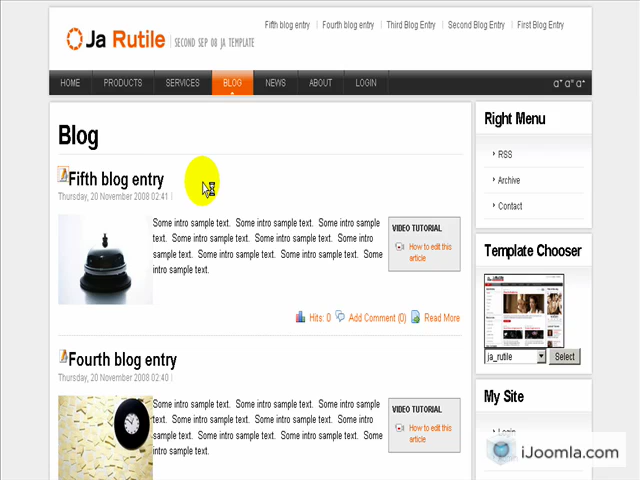 Fifth blog entry
Fourth blog entry
Third Blog Entry
Second Blog Entry
First Blog Entry
Ja Rutile
SECOND SEP 08 JA TEMPLATE
HOME
PRODUCTS
SERVICES
BLOG
NEWS
ABOUT
LOGIN
Blog
Fifth blog entry
Thursday, 20 November 2008 02:41
Some intro sample text. Some intro sample text. Some intro sample
text. Some intro sample text. Some intro sample text. Some intro
sample text. Some intro sample text. Some intro sample text. Some
intro sample text.
VIDEO TUTORIAL
How to edit this
article
Hits: 0
Add Comment (0)
Read More
Fourth blog entry
Thursday, 20 November 2008 02:40
Some intro sample text. Some intro sample text. Some intro sample
text. Some intro sample text. Some intro sample text. Some intro
sample text. Some intro sample text. Some intro sample text. Some
intro sample text.
VIDEO TUTORIAL
How to edit this
article
Right Menu
RSS
Archive
Contact
Template Chooser
ja_rutile
Select
My Site
Login
iJoomla.com